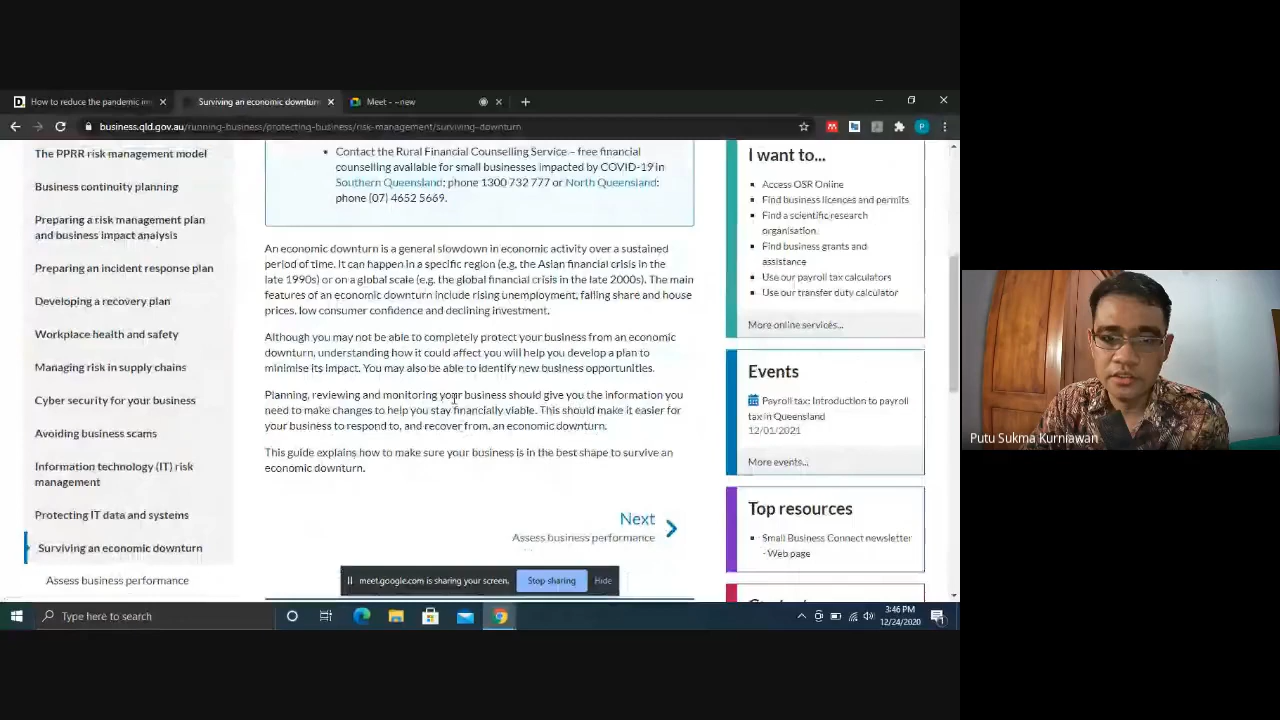 How to reduce the pandemic im
Surviving an economic downturn
Meet - -new
business.qld.gov.au/running-business/protecting-business/risk-management/surviving-downturn
The PPRR risk management model
Business continuity planning
Preparing a risk management plan
and business impact analysis
Preparing an incident response plan
Developing a recovery plan
Workplace health and safety
Managing risk in supply chains
Cyber security for your business
Avoiding business scams
Information technology (IT) risk
management
Protecting IT data and systems
Surviving an economic downturn
Assess business performance
Contact the Rural Financial Counselling Service – free financial
counselling available for small businesses impacted by COVID-19 in
Southern Queensland: phone 1300 732 777 or North Queensland:
phone (07) 4652 5669.
An economic downturn is a general slowdown in economic activity over a sustained
period of time. It can happen in a specific region (e.g. the Asian financial crisis in the
late 1990s) or on a global scale (e.g. the global financial crisis in the late 2000s). The main
features of an economic downturn include rising unemployment, falling share and house
prices, low consumer confidence and declining investment.
Although you may not be able to completely protect your business from an economic
downturn, understanding how it could affect you will help you develop a plan to
minimise its impact. You may also be able to identify new business opportunities.
Planning, reviewing and monitoring your business should give you the information you
need to make changes to help you stay financially viable. This should make it easier for
your business to respond to, and recover from, an economic downturn.
This guide explains how to make sure your business is in the best shape to survive an
economic downturn.
Next
Assess business performance
I want to...
Access OSR Online
Find business licences and permits
Find a scientific research
organisation
Find business grants and
assistance
Use our payroll tax calculators
Use our transfer duty calculator
More online services...
Events
Payroll tax: Introduction to payroll
tax in Queensland
12/01/2021
More events...
Top resources
Small Business Connect newsletter
- Web page
meet.google.com is sharing your screen.
Stop sharing
Hide
Type here to search
3:46 PM
12/24/2020
Putu Sukma Kurniawan